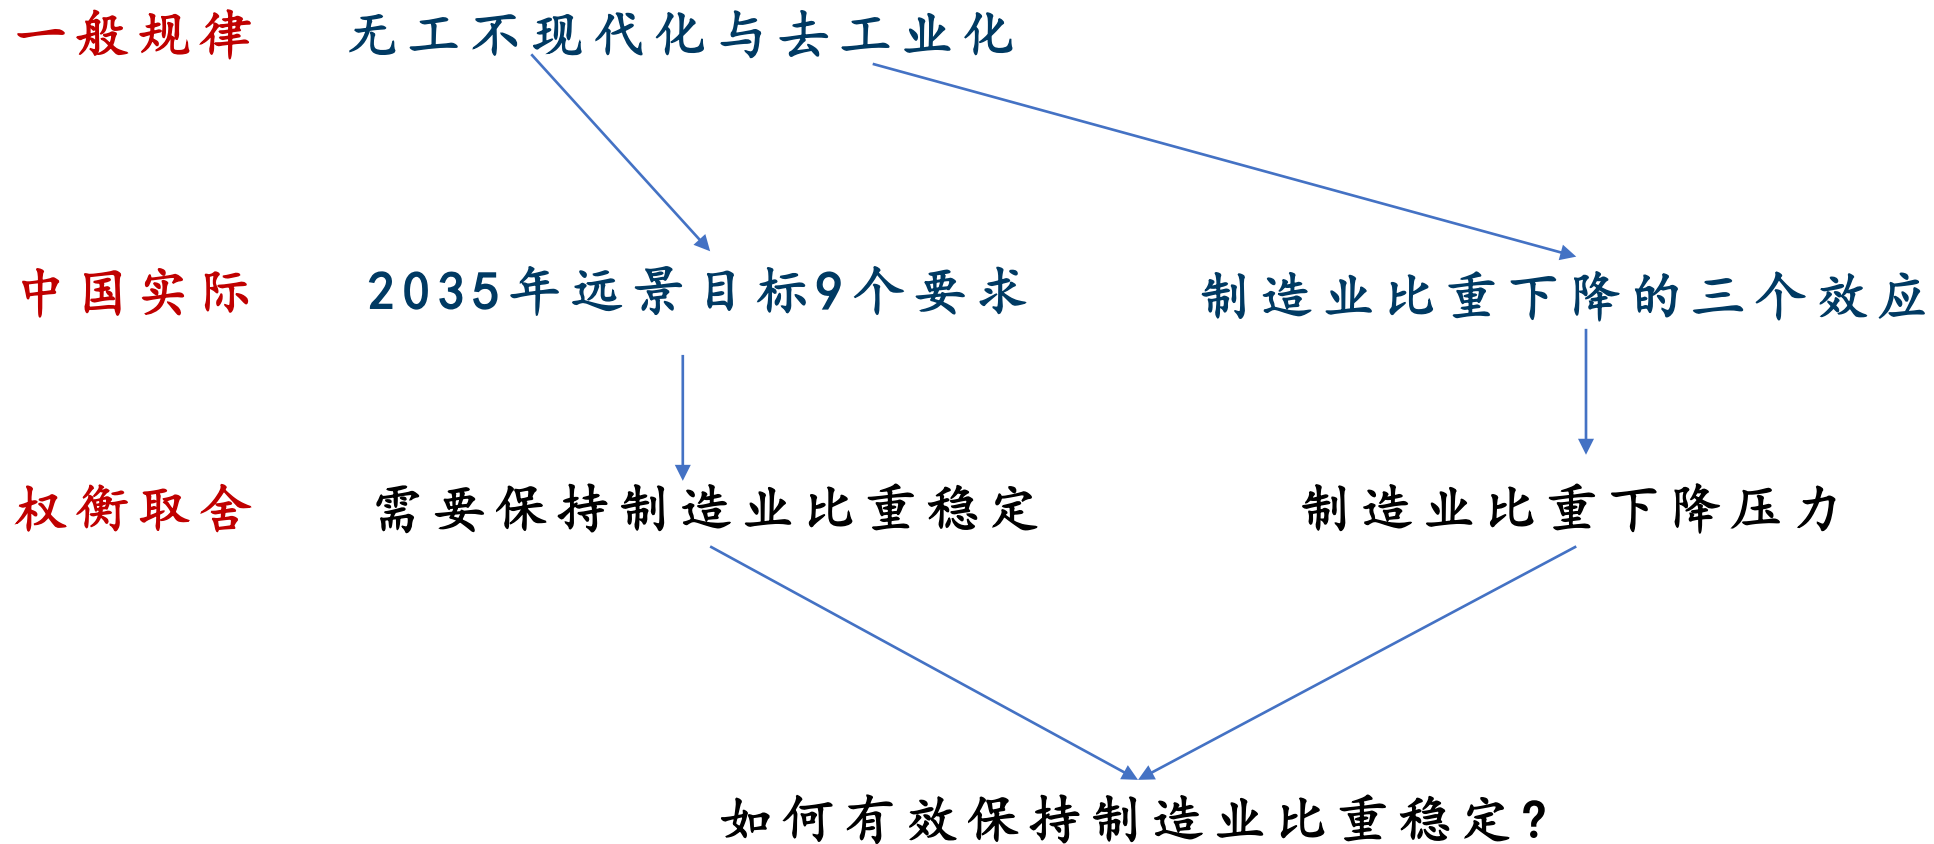 一般规律 无工不现代化与去工业化
中国实际 2035年远景目标9个要求 制造业比重下降的三个效应
权衡取舍 需要保持制造业比重稳定 制造业比重下降压力
如何有效保持制造业比重稳定?